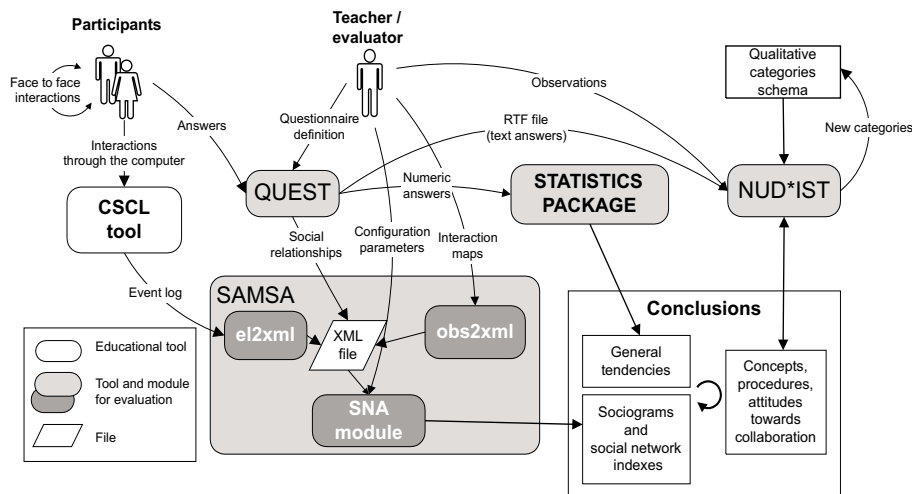 Participants
Teacher /
evaluator
Face to face
interactions
Interactions
through the computer
Answers
Questionnaire
definition
Observations
RTF file
(text answers)
Qualitative
categories
schema
New categories
CSCL
tool
QUEST
Numeric
answers
STATISTICS
PACKAGE
NUD*IST
Social
relationships
Configuration
parameters
Interaction
maps
Event log
SAMSA
el2xml
XML
file
obs2xml
SNA
module
Conclusions
General
tendencies
Sociograms
and
social network
indexes
Concepts,
procedures,
attitudes
towards
collaboration
Educational tool
Tool and module
for evaluation
File